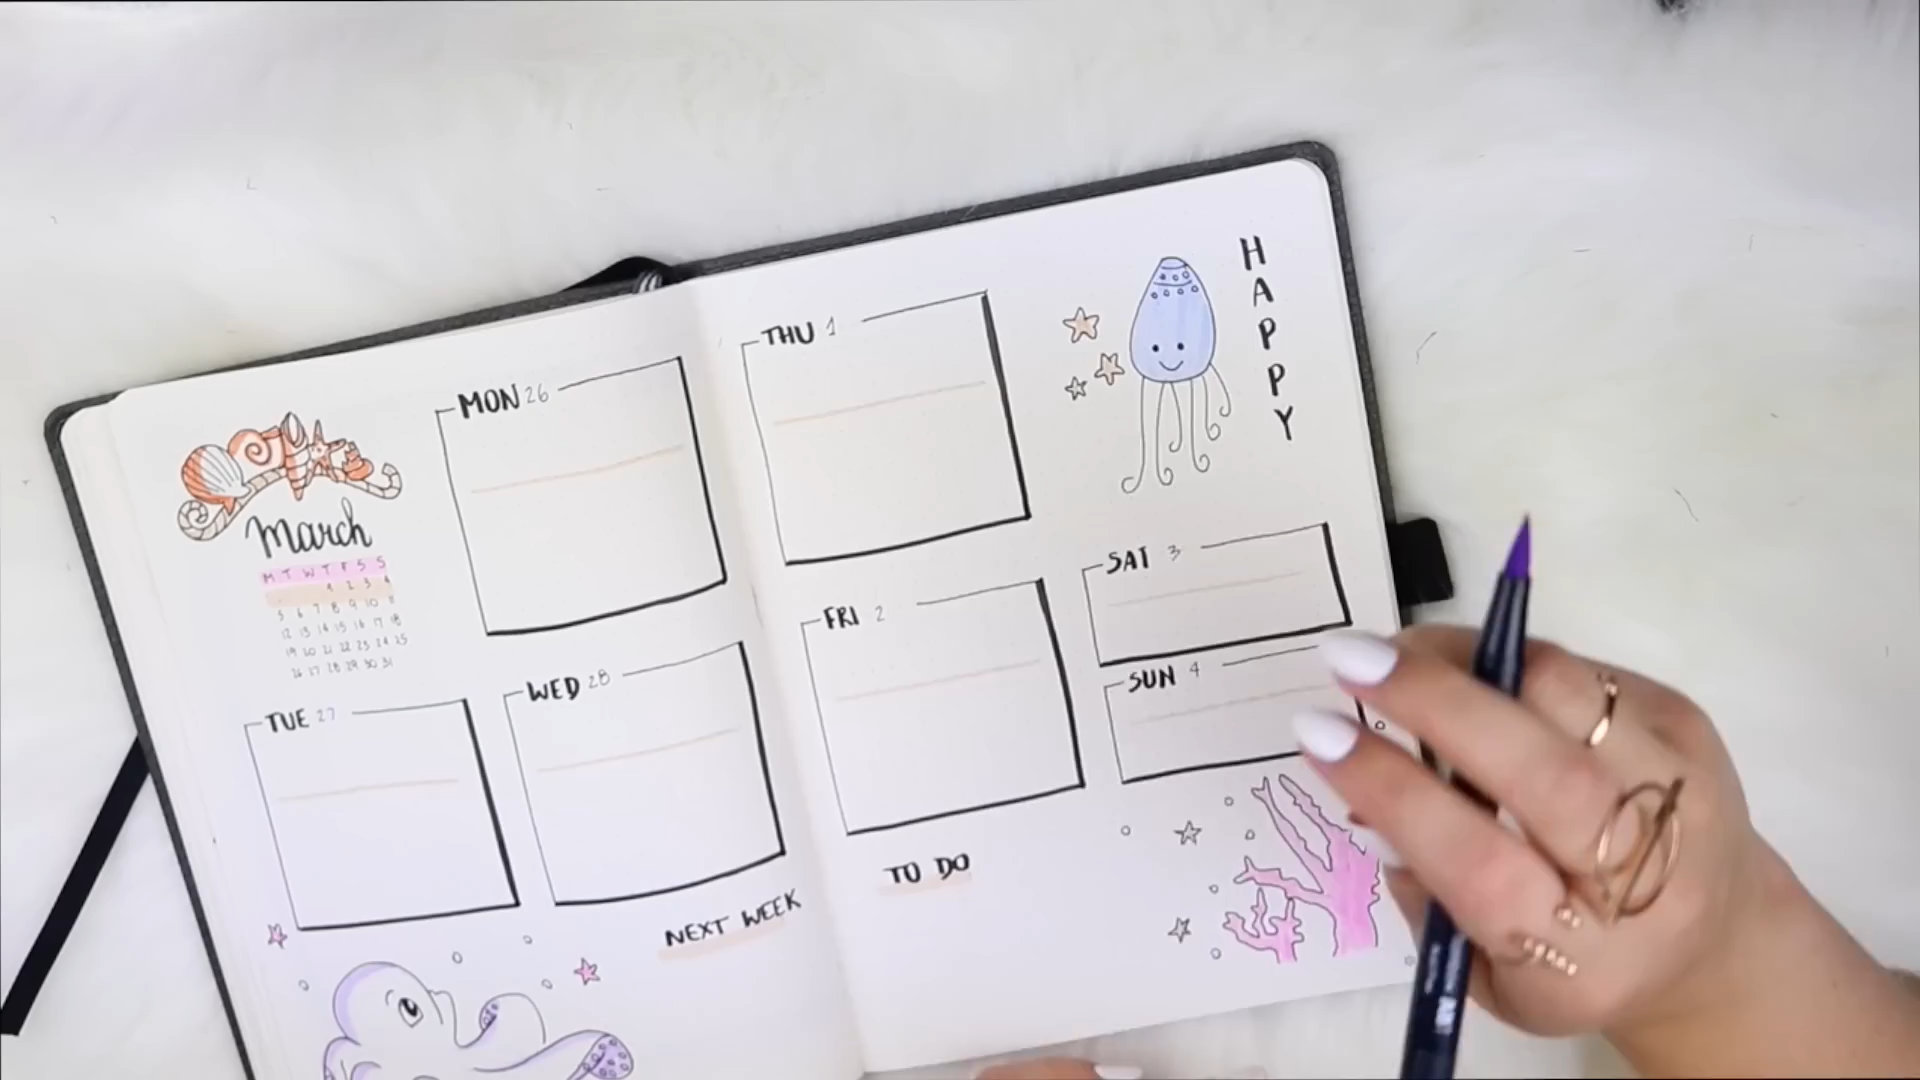 March
M T W T F S S
1 2 3 4
5 6 7 8 9 10 11
12 13 14 15 16 17 18
19 20 21 22 23 24 25
26 27 28 29 30 31
MON 26
TUE 27
WED 28
NEXT WEEK
THU 1
FRI 2
TO DO
HAPPY
SAT 3
SUN 4